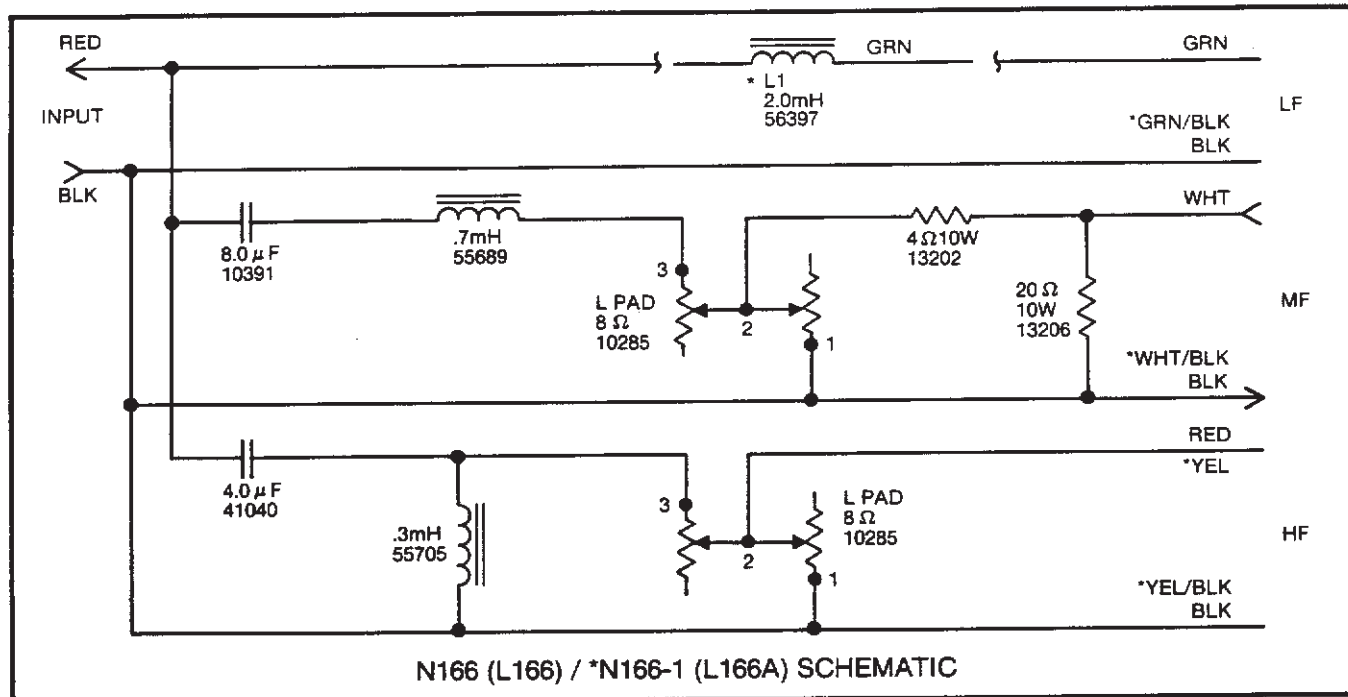 RED
GRN
GRN
* L1
2.0mH
56397
INPUT
LF
*GRN/BLK
BLK
BLK
WHT
8.0 µF
10391
.7mH
55689
4Ω10W
13202
3
L PAD
8 Ω
10285
2
1
20 Ω
10W
13206
MF
*WHT/BLK
BLK
RED
*YEL
4.0 µF
41040
.3mH
55705
3
2
1
L PAD
8 Ω
10285
HF
*YEL/BLK
BLK
N166 (L166) / *N166-1 (L166A) SCHEMATIC